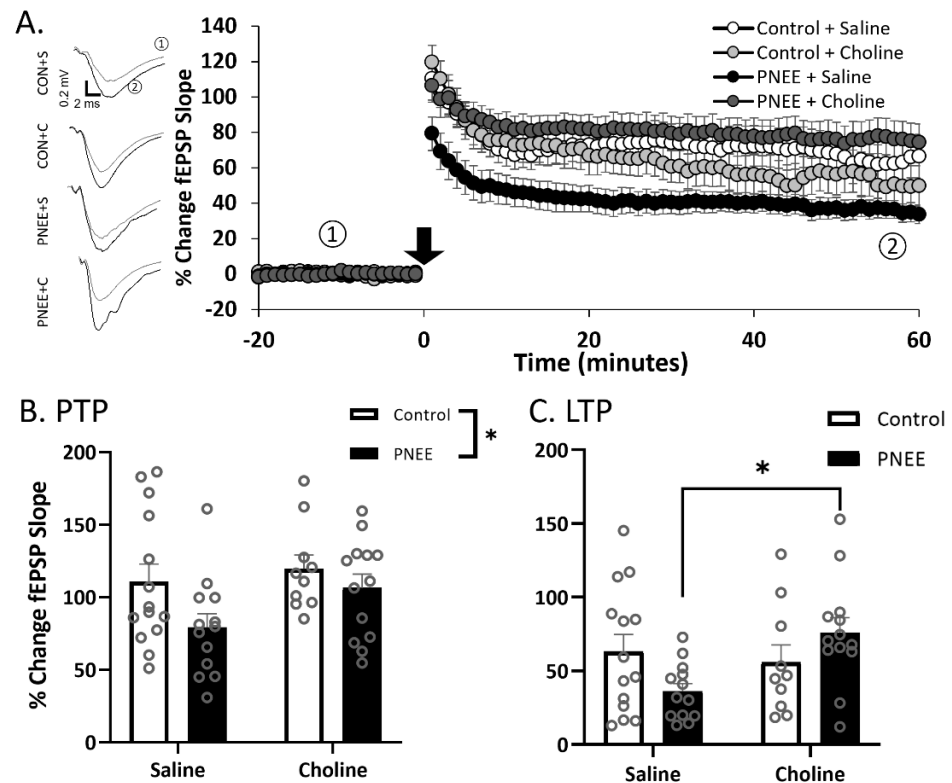 A.
CON+S
①
②
0.2 mV
2 ms
CON+C
PNEE+S
PNEE+C
% Change fEPSP Slope
140
120
100
80
60
40
20
0
-20
Control + Saline
Control + Choline
PNEE + Saline
PNEE + Choline
①
②
-20 0 20 40 60
Time (minutes)
B. PTP
Control
PNEE
*
% Change fEPSP Slope
200
150
100
50
0
Saline Choline
C. LTP
Control
PNEE
*
200
150
100
50
0
Saline Choline